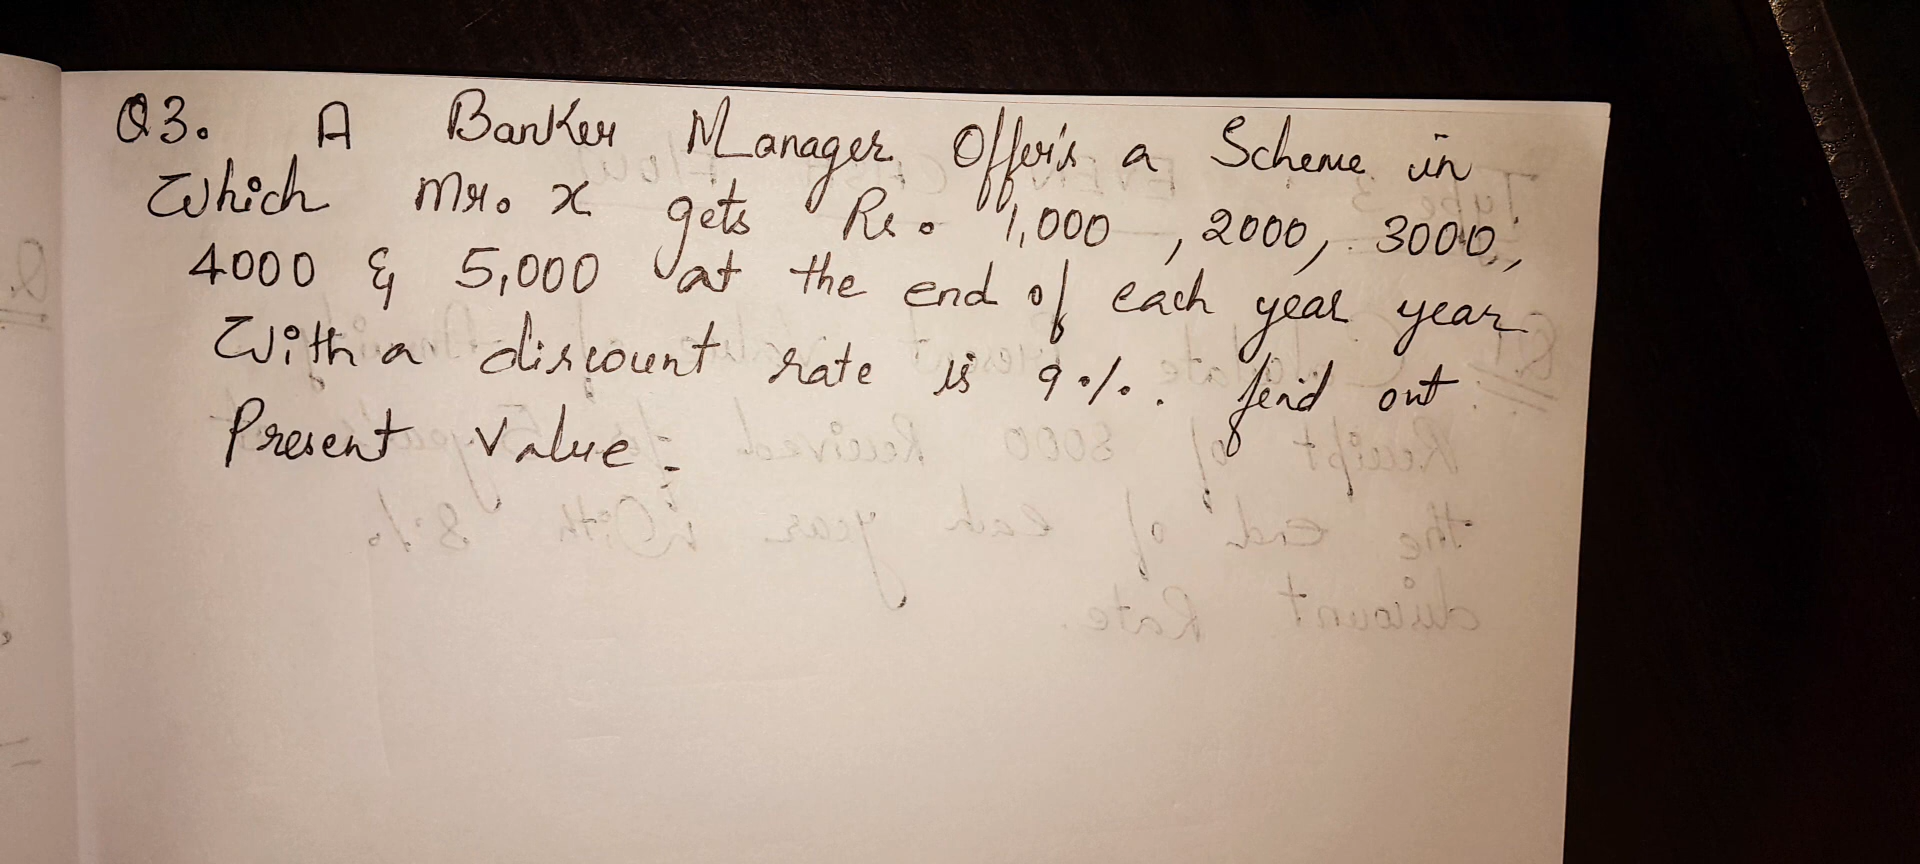 Q3. A Banker Manager Offers a Scheme in
Which Mr. x gets Rs. 1,000, 2000, 3000,
4000 & 5,000 at the end of each year year
With a discount rate is 9%. find out
Present Value.